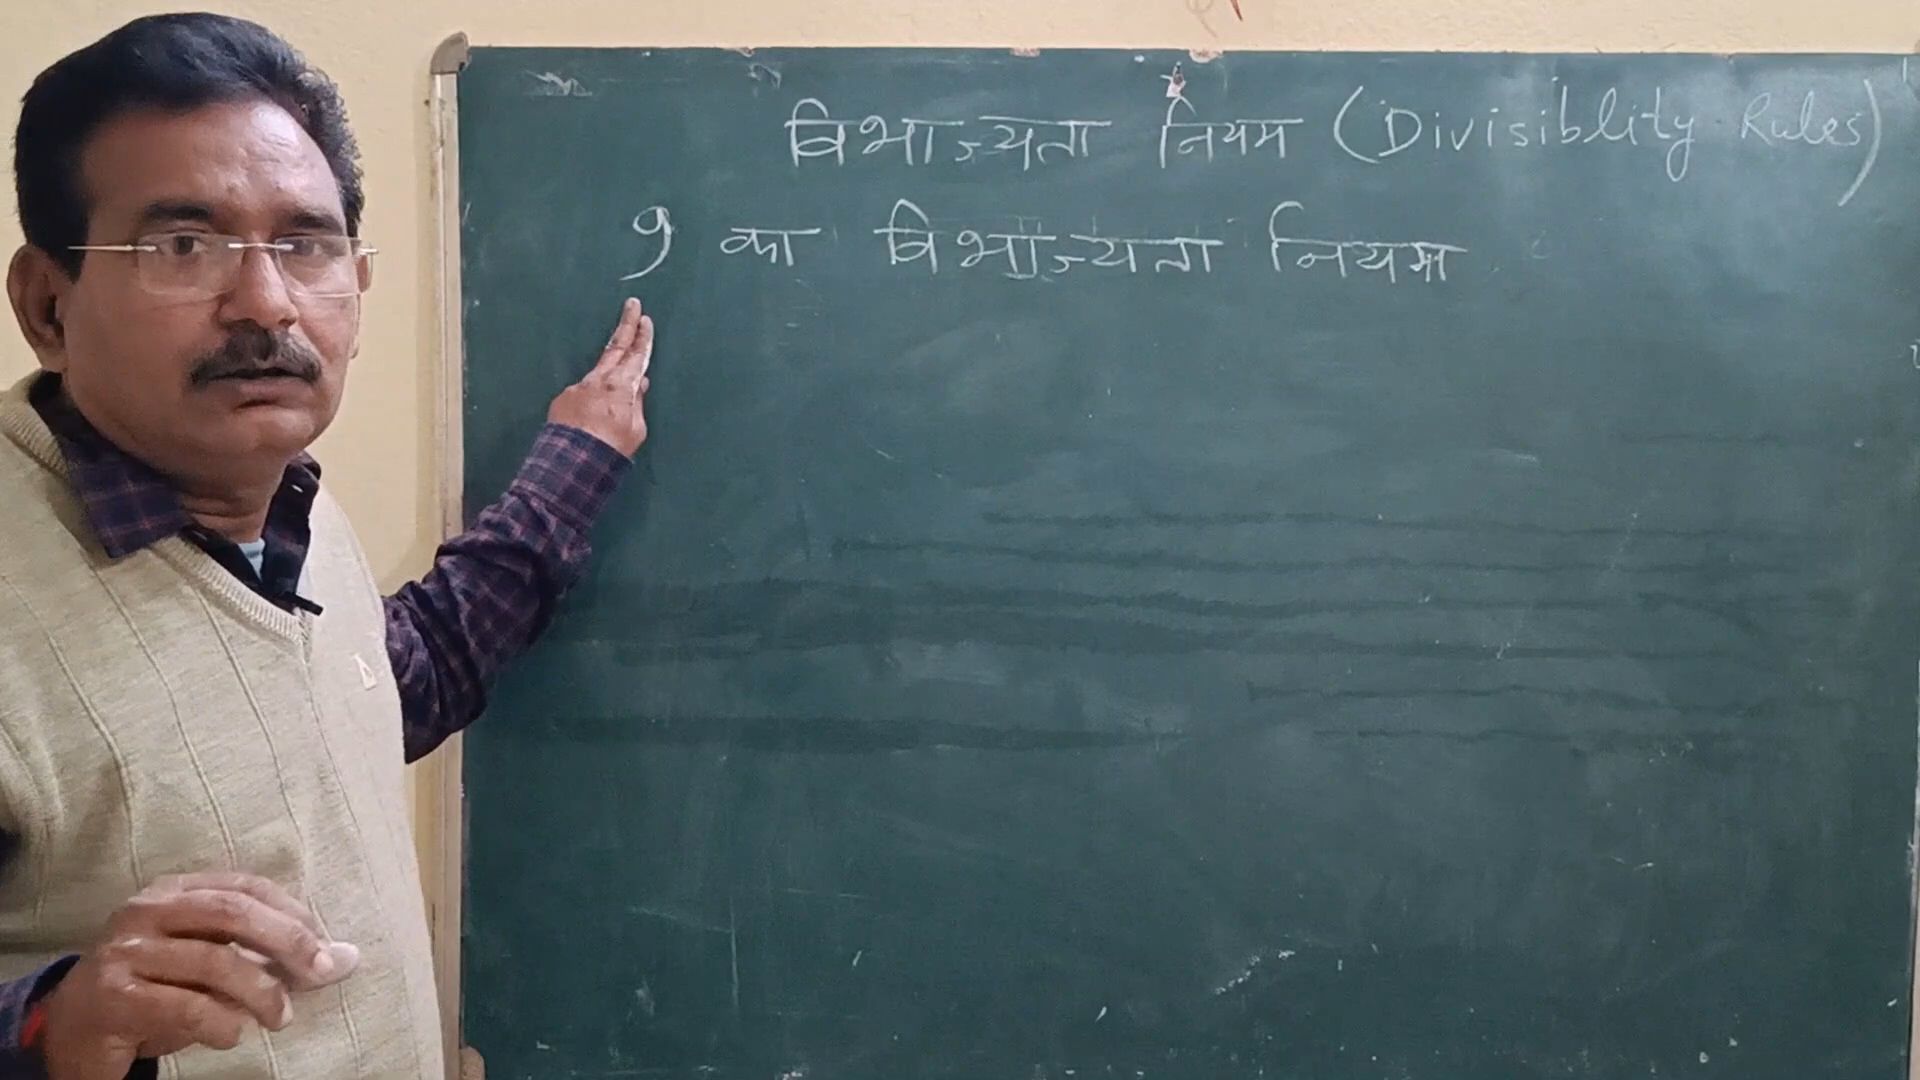 विभाज्यता नियम (Divisiblity Rules)
9 का विभाज्यता नियम